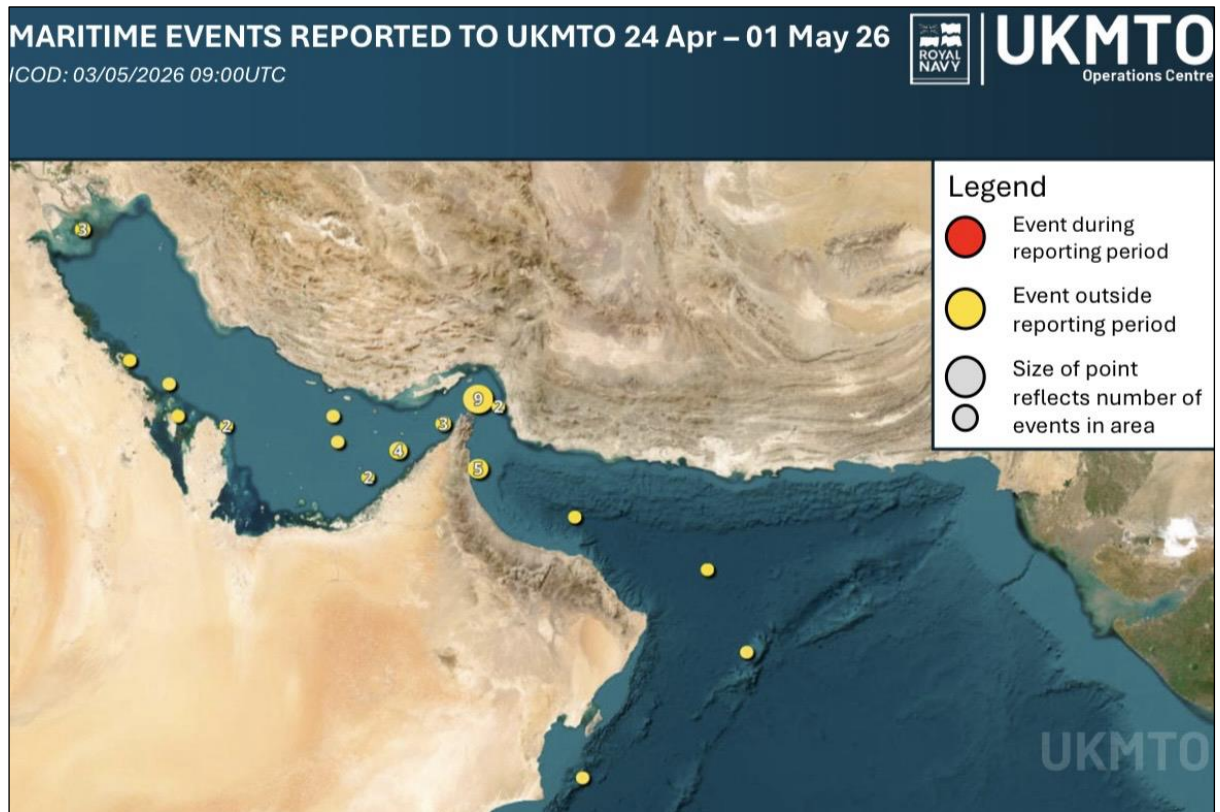 MARITIME EVENTS REPORTED TO UKMTO 24 Apr – 01 May 26
ICOD: 03/05/2026 09:00UTC
ROYAL
NAVY
UKMTO
Operations Centre
Legend
Event during
reporting period
Event outside
reporting period
Size of point
reflects number of
events in area
3
9
2
3
2
4
5
2
UKMTO